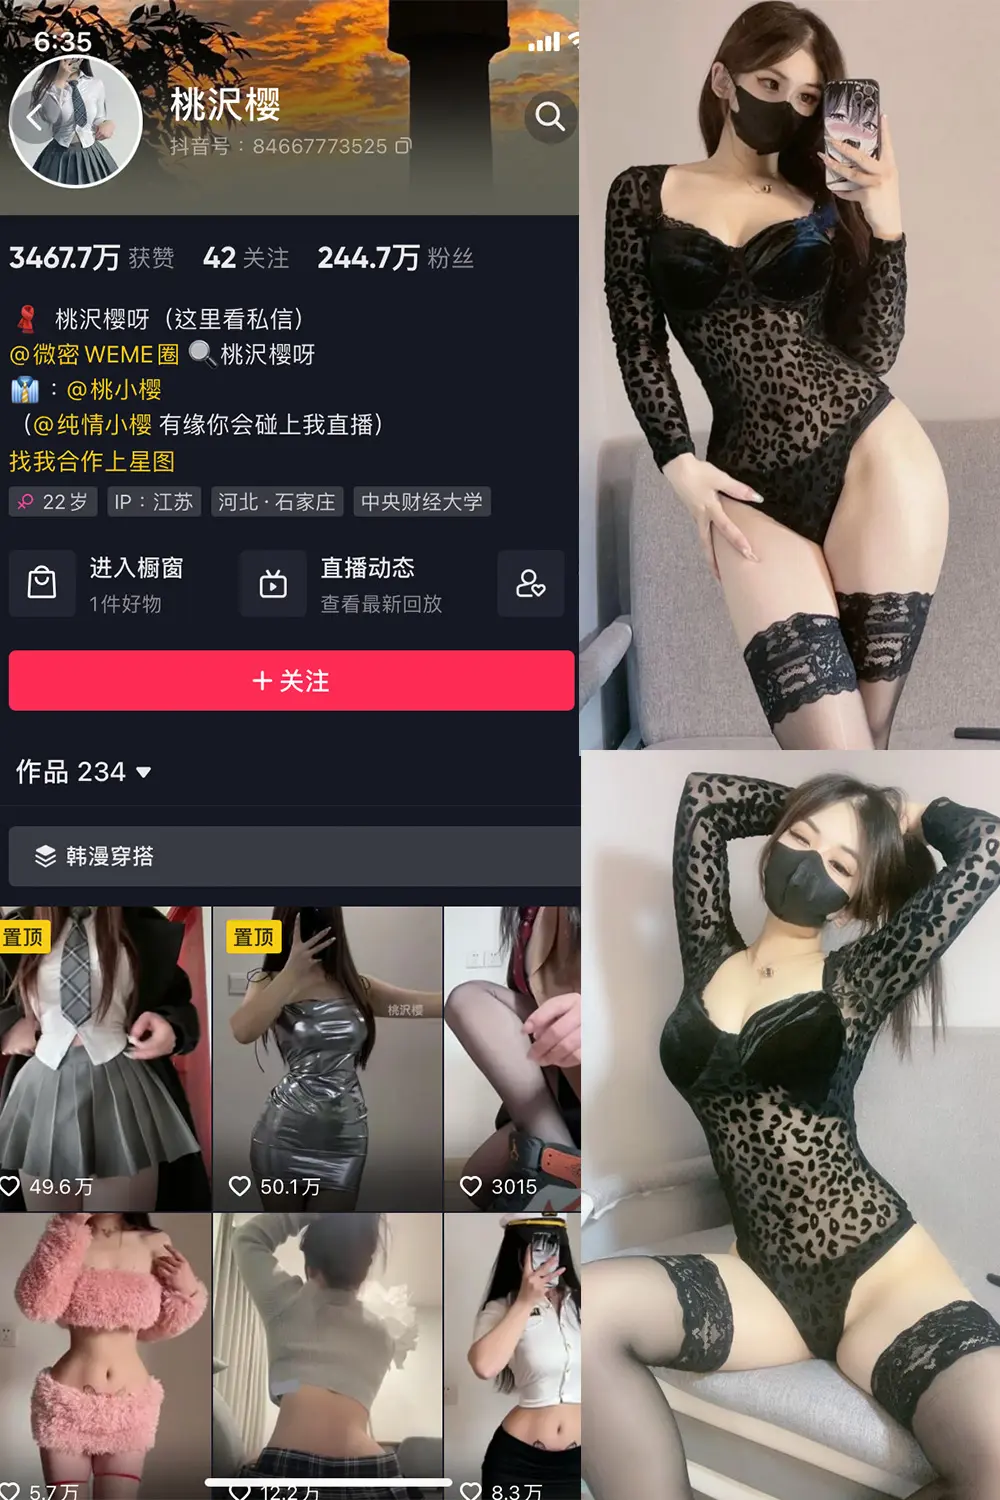 6:35
桃沢樱
抖音号：84667773525
3467.7万 获赞 42 关注 244.7万 粉丝
桃沢樱呀（这里看私信）
@微密WEME圈 桃沢樱呀
：@桃小樱
（@纯情小樱 有缘你会碰上我直播）
找我合作上星图
22岁 IP：江苏 河北·石家庄 中央财经大学
进入橱窗
1件好物
直播动态
查看最新回放
+ 关注
作品 234
韩漫穿搭
置顶
置顶
桃沢樱
49.6万
50.1万
3015
5.7万
12.2万
8.3万